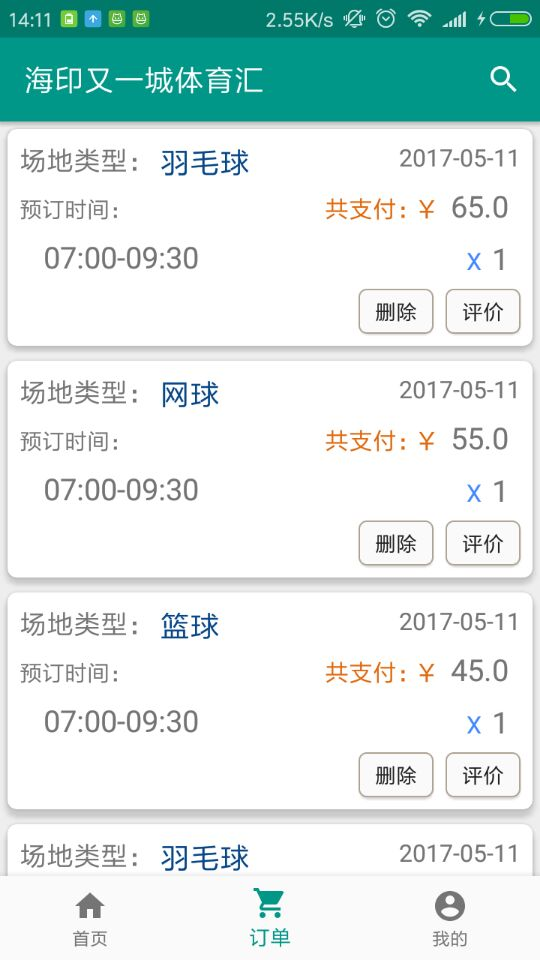 14:11 2.55K/s
海印又一城体育汇
场地类型： 羽毛球 2017-05-11
预订时间： 共支付：￥ 65.0
07:00-09:30 x 1
删除 评价
场地类型： 网球 2017-05-11
预订时间： 共支付：￥ 55.0
07:00-09:30 x 1
删除 评价
场地类型： 篮球 2017-05-11
预订时间： 共支付：￥ 45.0
07:00-09:30 x 1
删除 评价
场地类型： 羽毛球 2017-05-11
首页 订单 我的